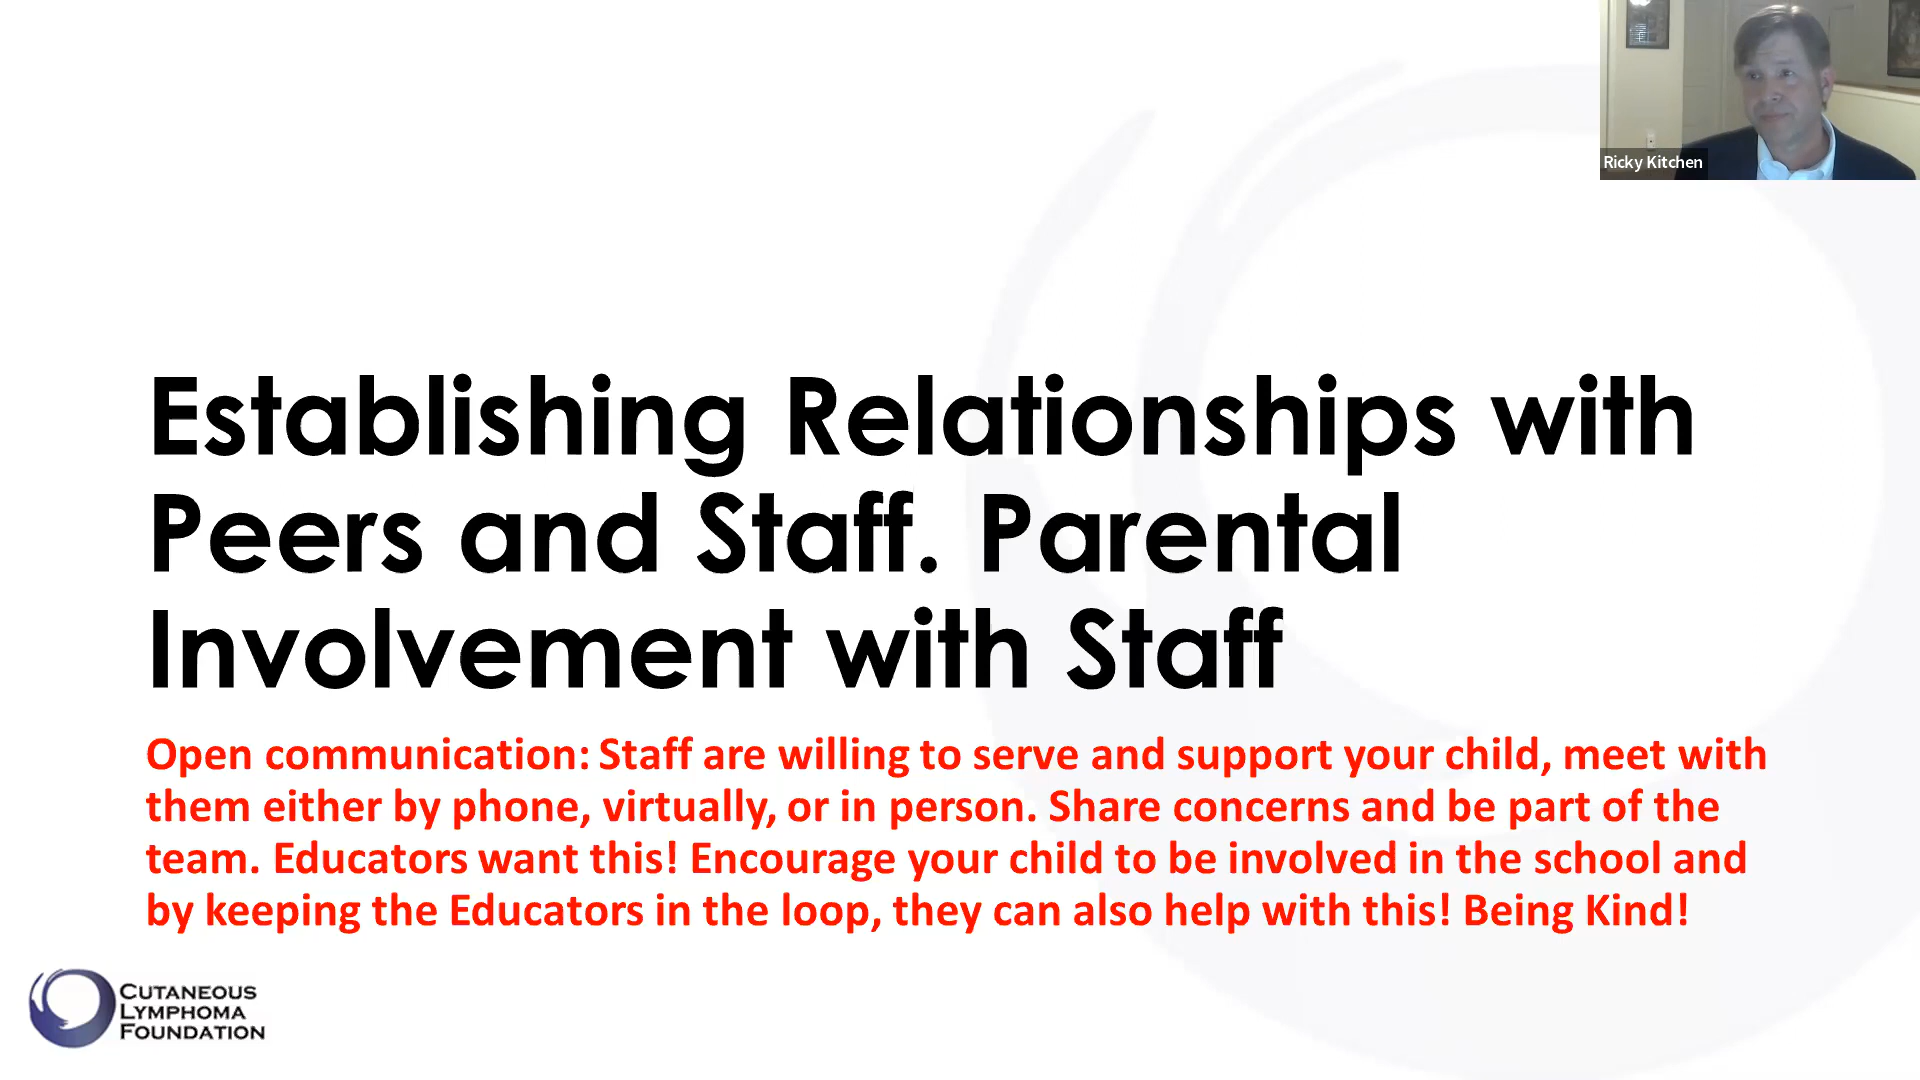 Ricky Kitchen
Establishing Relationships with
Peers and Staff. Parental
Involvement with Staff
Open communication: Staff are willing to serve and support your child, meet with
them either by phone, virtually, or in person. Share concerns and be part of the
team. Educators want this! Encourage your child to be involved in the school and
by keeping the Educators in the loop, they can also help with this! Being Kind!
CUTANEOUS
LYMPHOMA
FOUNDATION